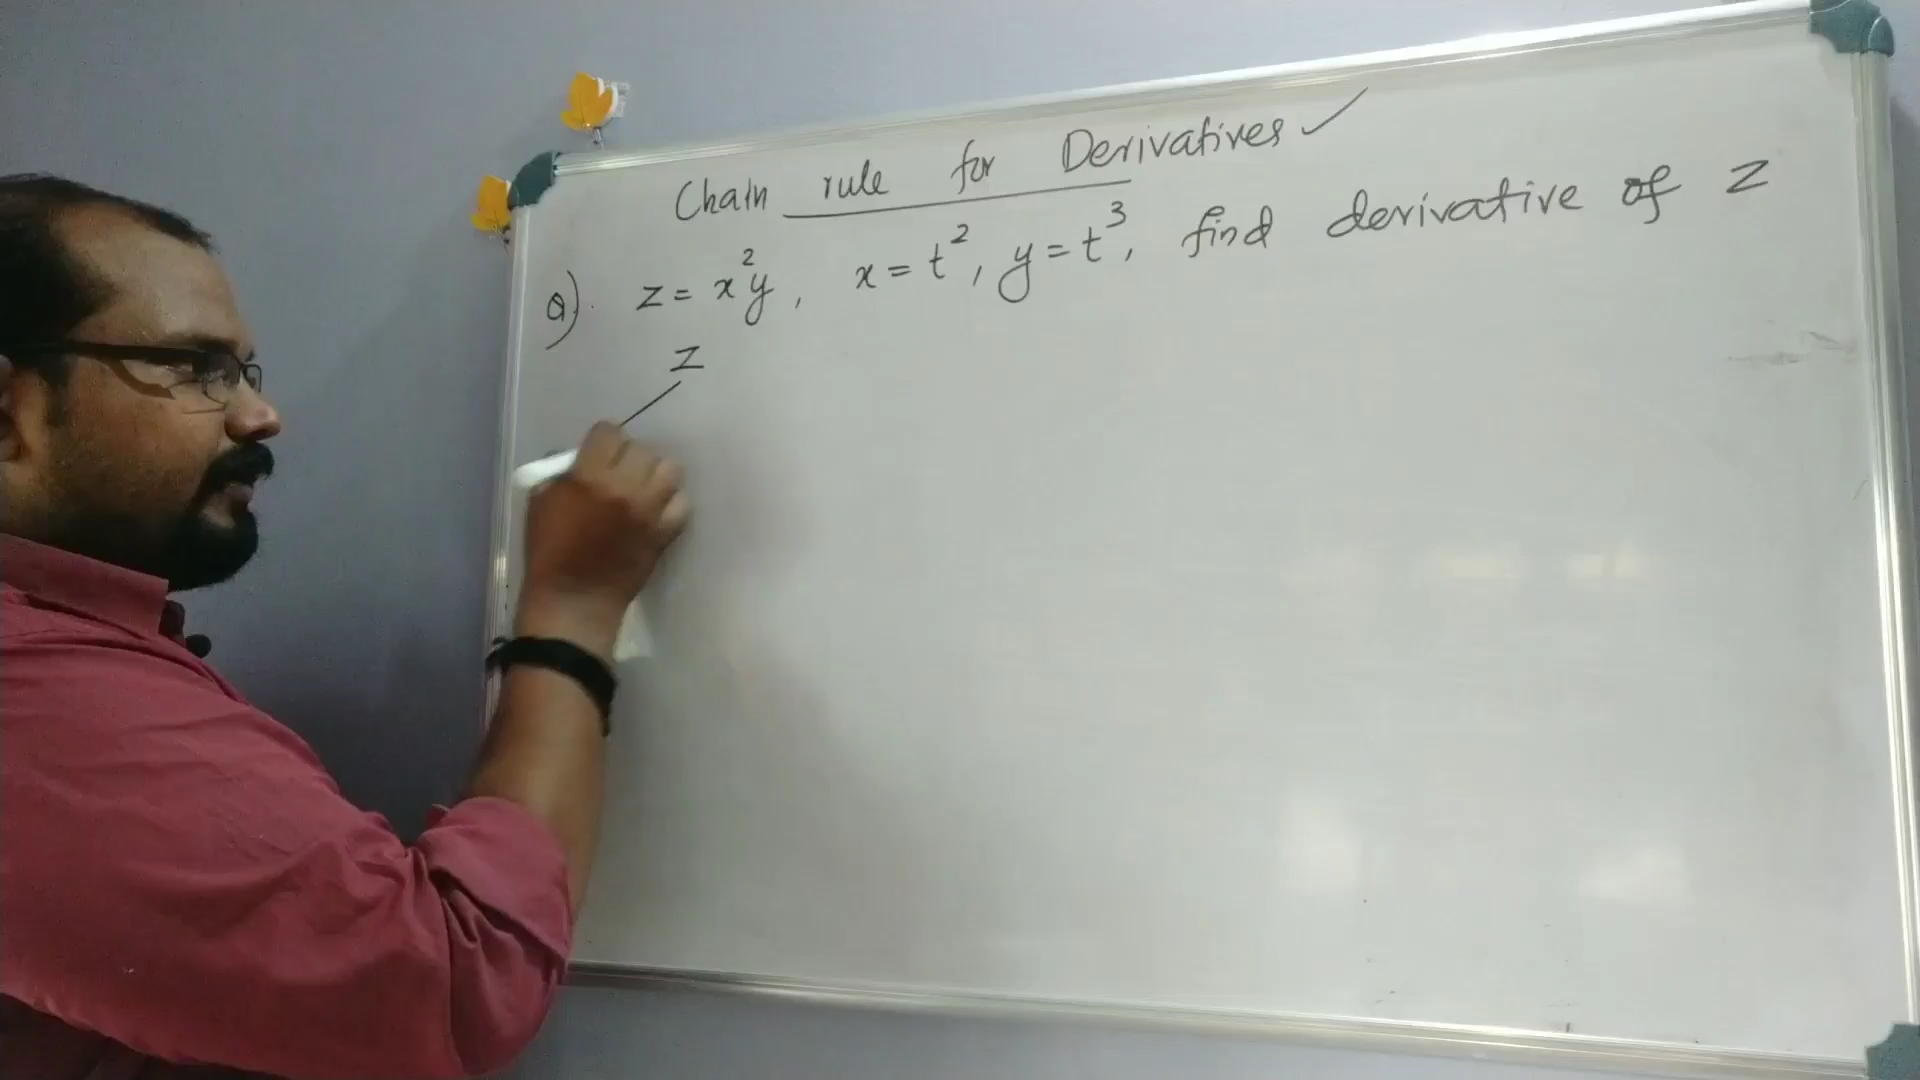 Chain rule for Derivatives ✓
Q). z = x²y, x = t², y = t³, find derivative of z
z